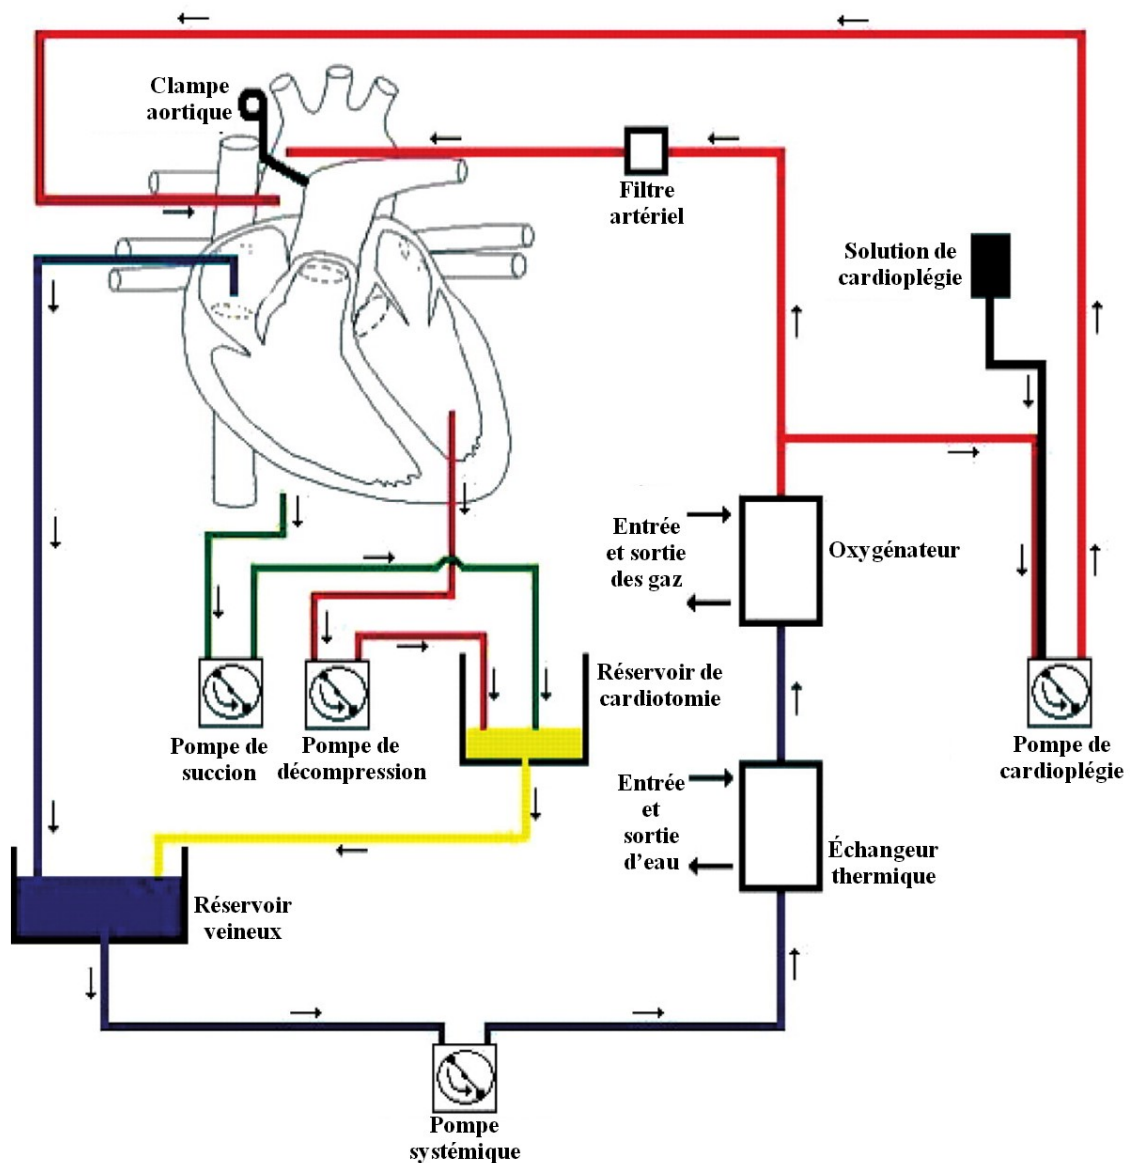 Clampe
aortique
Filtre
artériel
Solution de
cardioplégie
Entrée
et sortie
des gaz
Oxygénateur
Réservoir de
cardiotomie
Pompe de
succion
Pompe de
décompression
Pompe de
cardioplégie
Entrée
et
sortie
d'eau
Échangeur
thermique
Réservoir
veineux
Pompe
systémique